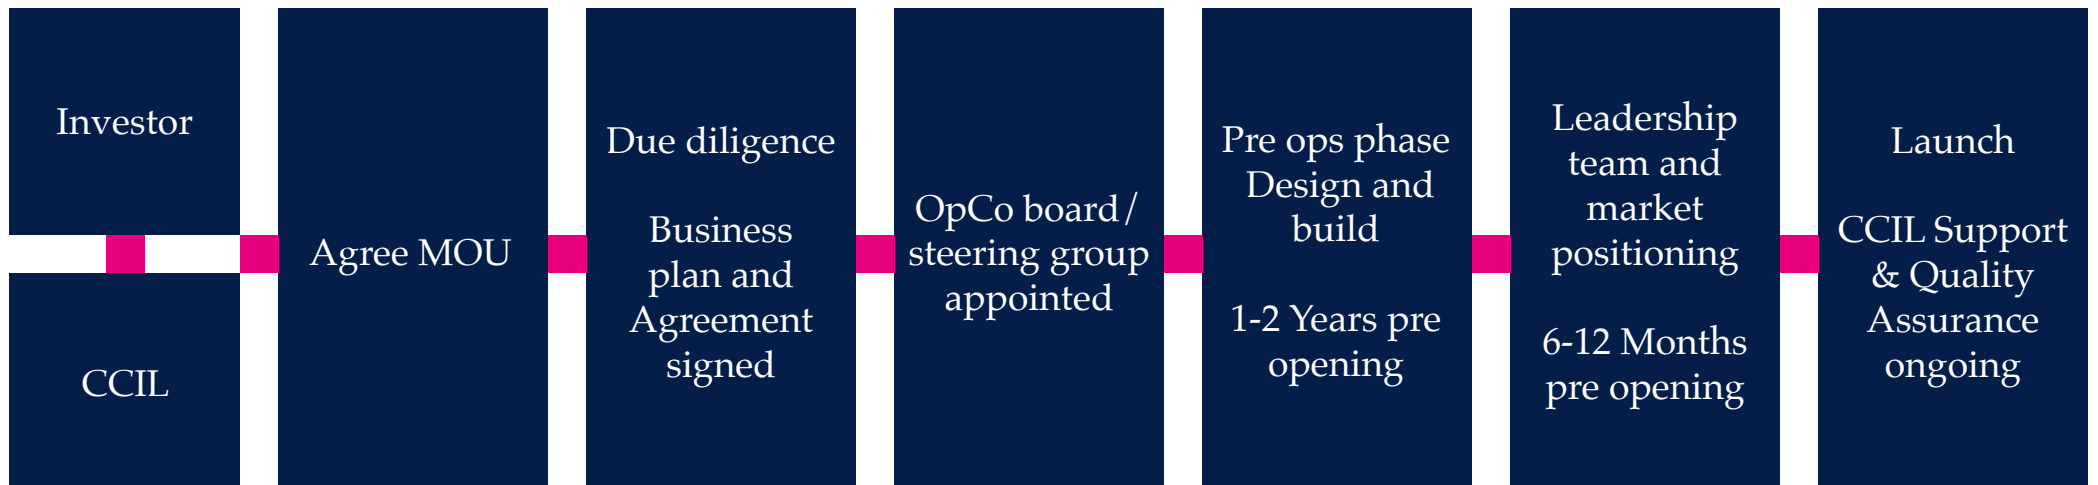 Investor
CCIL
Agree MOU
Due diligence
Business
plan and
Agreement
signed
OpCo board/
steering group
appointed
Pre ops phase
Design and
build
1-2 Years pre
opening
Leadership
team and
market
positioning
6-12 Months
pre opening
Launch
CCIL Support
& Quality
Assurance
ongoing